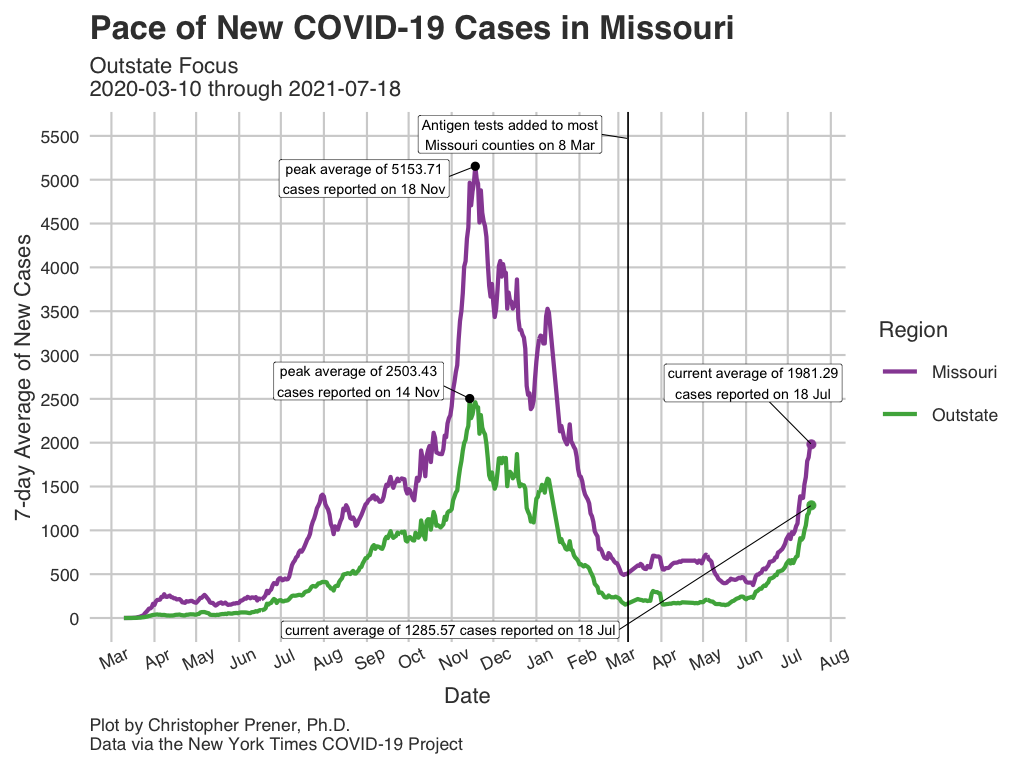 Pace of New COVID-19 Cases in Missouri
Outstate Focus
2020-03-10 through 2021-07-18
Antigen tests added to most
Missouri counties on 8 Mar
peak average of 5153.71
cases reported on 18 Nov
peak average of 2503.43
cases reported on 14 Nov
current average of 1981.29
cases reported on 18 Jul
current average of 1285.57 cases reported on 18 Jul
7-day Average of New Cases
5500
5000
4500
4000
3500
3000
2500
2000
1500
1000
500
0
Mar Apr May Jun Jul Aug Sep Oct Nov Dec Jan Feb Mar Apr May Jun Jul Aug
Date
Region
Missouri
Outstate
Plot by Christopher Prener, Ph.D.
Data via the New York Times COVID-19 Project